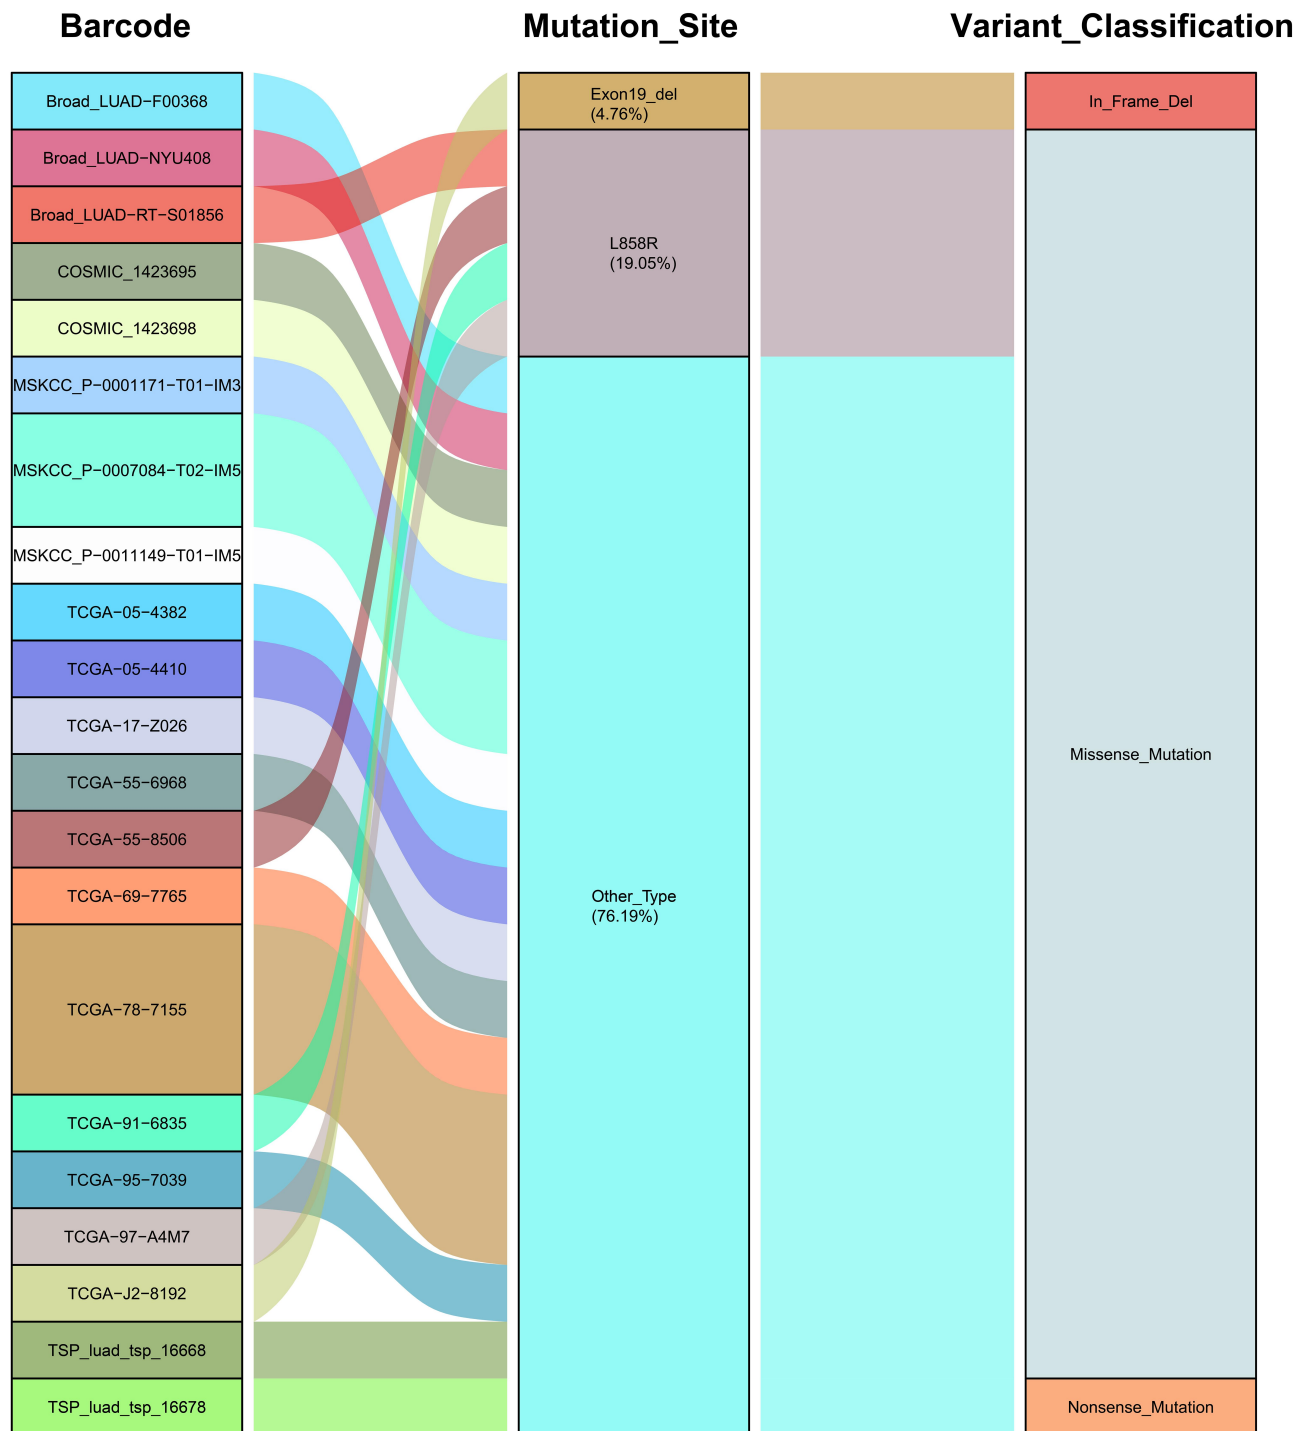 Barcode
Mutation_Site
Variant_Classification
Broad_LUAD−F00368
Broad_LUAD−NYU408
Broad_LUAD−RT−S01856
COSMIC_1423695
COSMIC_1423698
MSKCC_P−0001171−T01−IM3
MSKCC_P−0007084−T02−IM5
MSKCC_P−0011149−T01−IM5
TCGA−05−4382
TCGA−05−4410
TCGA−17−Z026
TCGA−55−6968
TCGA−55−8506
TCGA−69−7765
TCGA−78−7155
TCGA−91−6835
TCGA−95−7039
TCGA−97−A4M7
TCGA−J2−8192
TSP_luad_tsp_16668
TSP_luad_tsp_16678
Exon19_del
(4.76%)
L858R
(19.05%)
Other_Type
(76.19%)
In_Frame_Del
Missense_Mutation
Nonsense_Mutation